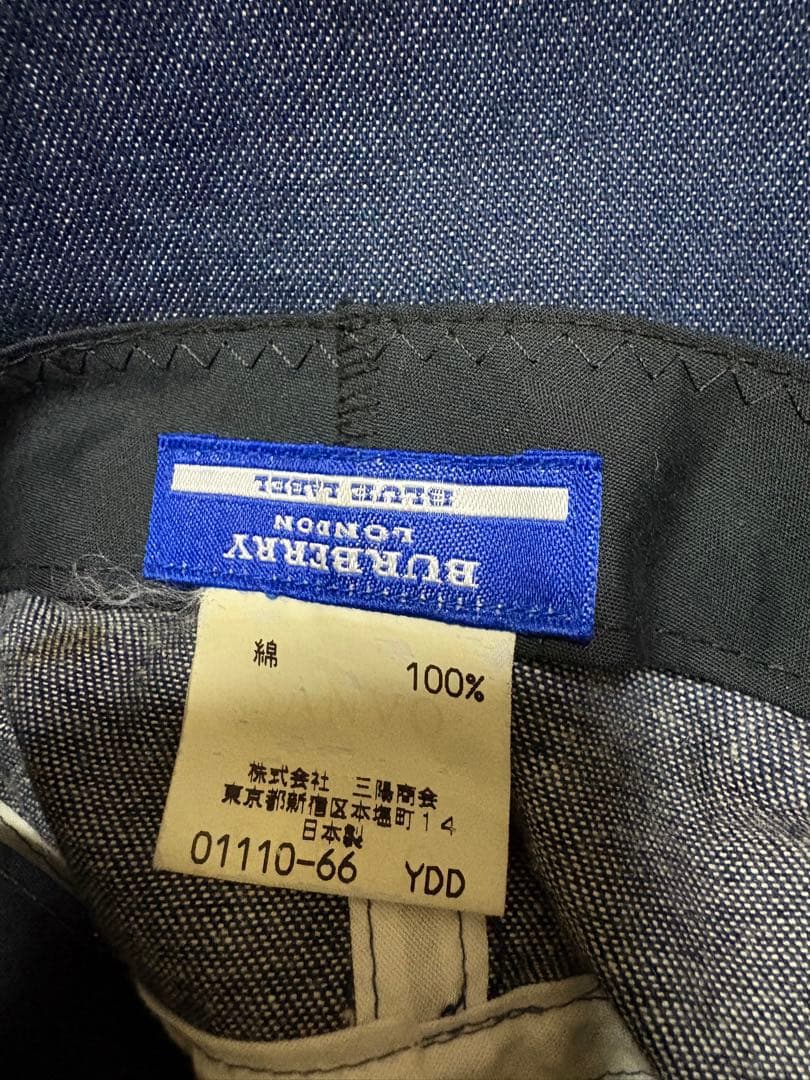 BURBERRY
LONDON
BLUE LABEL
綿 100%
株式会社 三陽商会
東京都新宿区本塩町14
日本製
01110-66 YDD